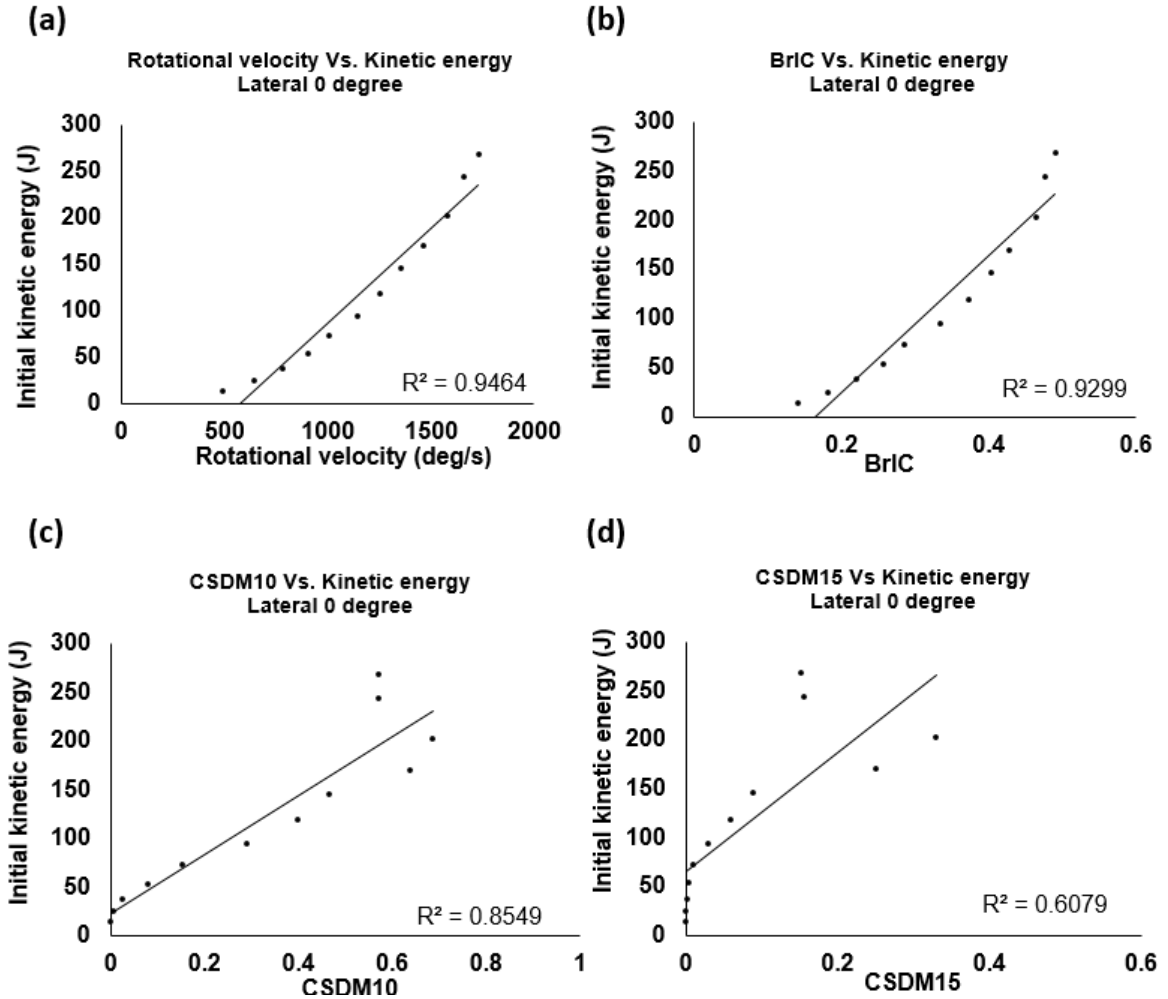 (a)
Rotational velocity Vs. Kinetic energy
Lateral 0 degree
Initial kinetic energy (J)
300
250
200
150
100
50
0
R² = 0.9464
0 500 1000 1500 2000
Rotational velocity (deg/s)
(b)
BrIC Vs. Kinetic energy
Lateral 0 degree
Initial kinetic energy (J)
300
250
200
150
100
50
0
R² = 0.9299
0 0.2 0.4 0.6
BrIC
(c)
CSDM10 Vs. Kinetic energy
Lateral 0 degree
Initial kinetic energy (J)
300
250
200
150
100
50
0
R² = 0.8549
0 0.2 0.4 0.6 0.8 1
CSDM10
(d)
CSDM15 Vs Kinetic energy
Lateral 0 degree
Initial kinetic energy (J)
300
250
200
150
100
50
0
R² = 0.6079
0 0.2 0.4 0.6
CSDM15